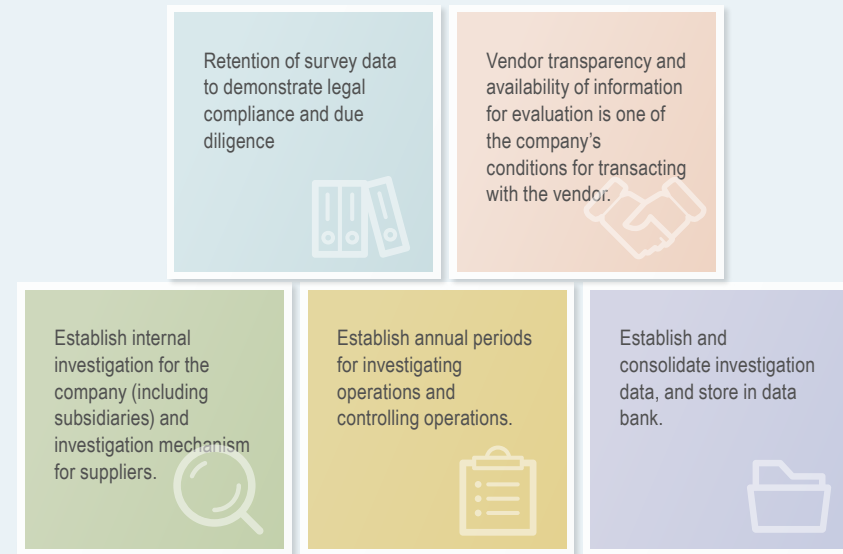 Retention of survey data
to demonstrate legal
compliance and due
diligence
Vendor transparency and
availability of information
for evaluation is one of
the company’s
conditions for transacting
with the vendor.
Establish internal
investigation for the
company (including
subsidiaries) and
investigation mechanism
for suppliers.
Establish annual periods
for investigating
operations and
controlling operations.
Establish and
consolidate investigation
data, and store in data
bank.